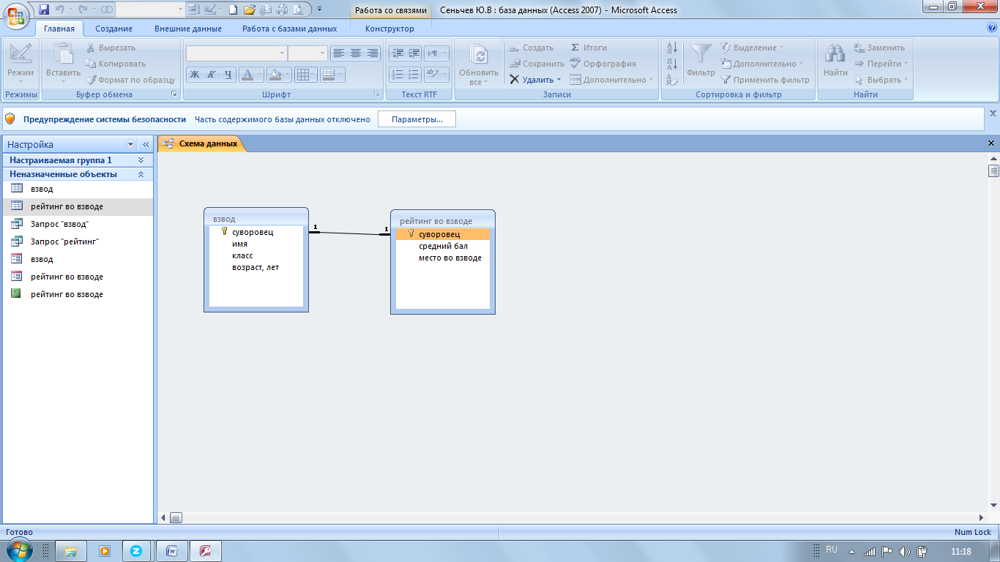 Работа со связями
Сеньчев Ю.В : база данных (Access 2007) - Microsoft Access
Главная Создание Внешние данные Работа с базами данных Конструктор
Режим
Режимы
Вставить
Вырезать
Копировать
Формат по образцу
Буфер обмена
Ж К Ч А
Шрифт
Текст RTF
Обновить
все
Создать
Сохранить
Удалить
Итоги
Орфография
Дополнительно
Записи
Фильтр
Выделение
Дополнительно
Применить фильтр
Сортировка и фильтр
Найти
Заменить
Перейти
Выбрать
Найти
Предупреждение системы безопасности Часть содержимого базы данных отключено Параметры...
Настройка
Настраиваемая группа 1
Неназначенные объекты
взвод
рейтинг во взводе
Запрос "взвод"
Запрос "рейтинг"
взвод
рейтинг во взводе
рейтинг во взводе
Схема данных
взвод
суворовец
имя
класс
возраст, лет
1 1
рейтинг во взводе
суворовец
средний бал
место во взводе
Готово
Num Lock
RU
11:18